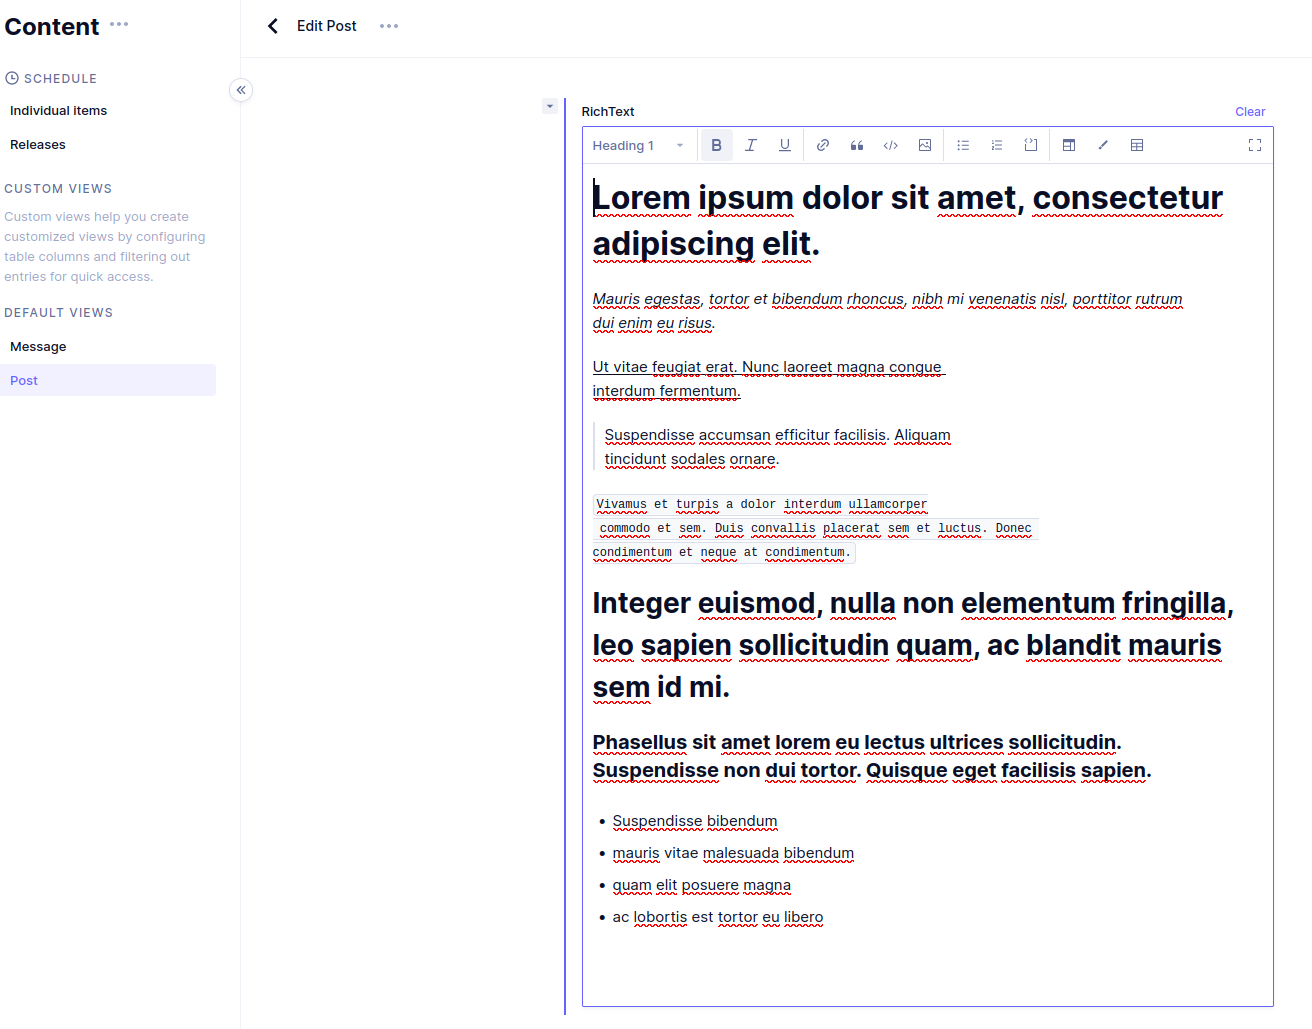 Content
SCHEDULE
Individual items
Releases
CUSTOM VIEWS
Custom views help you create
customized views by configuring
table columns and filtering out
entries for quick access.
DEFAULT VIEWS
Message
Post
Edit Post
RichText
Clear
Heading 1
B I U
Lorem ipsum dolor sit amet, consectetur
adipiscing elit.
Mauris egestas, tortor et bibendum rhoncus, nibh mi venenatis nisl, porttitor rutrum
dui enim eu risus.
Ut vitae feugiat erat. Nunc laoreet magna congue
interdum fermentum.
Suspendisse accumsan efficitur facilisis. Aliquam
tincidunt sodales ornare.
Vivamus et turpis a dolor interdum ullamcorper
commodo et sem. Duis convallis placerat sem et luctus. Donec
condimentum et neque at condimentum.
Integer euismod, nulla non elementum fringilla,
leo sapien sollicitudin quam, ac blandit mauris
sem id mi.
Phasellus sit amet lorem eu lectus ultrices sollicitudin.
Suspendisse non dui tortor. Quisque eget facilisis sapien.
• Suspendisse bibendum
• mauris vitae malesuada bibendum
• quam elit posuere magna
• ac lobortis est tortor eu libero